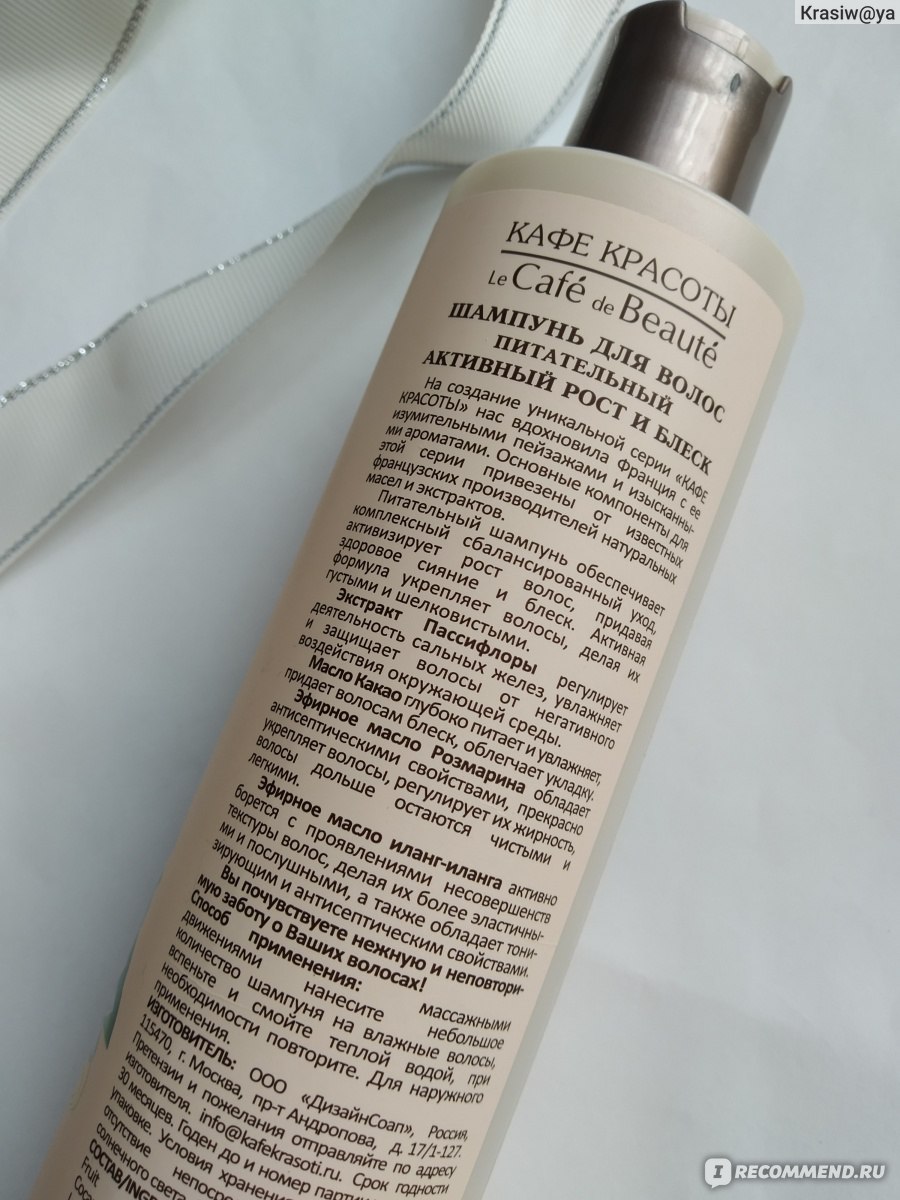 Krasiw@ya
КАФЕ КРАСОТЫ
Le Café de Beauté
ШАМПУНЬ ДЛЯ ВОЛОС
ПИТАТЕЛЬНЫЙ
АКТИВНЫЙ РОСТ И БЛЕСК
На создание уникальной серии «КАФЕ
КРАСОТЫ» нас вдохновила Франция с ее
изумительными пейзажами и изысканны-
ми ароматами. Основные компоненты для
этой серии привезены от известных
французских производителей натуральных
масел и экстрактов.
Питательный шампунь обеспечивает
комплексный сбалансированный уход,
активизирует рост волос, придавая
здоровое сияние и блеск. Активная
формула укрепляет волосы, делая их
густыми и шелковистыми.
Экстракт Пассифлоры регулирует
деятельность сальных желез, увлажняет
и защищает волосы от негативного
воздействия окружающей среды.
Масло Какао глубоко питает и увлажняет,
придает волосам блеск, облегчает укладку.
Эфирное масло Розмарина обладает
антисептическими свойствами, прекрасно
укрепляет волосы, регулирует их жирность,
волосы дольше остаются чистыми и
легкими.
Эфирное масло иланг-иланга активно
борется с проявлениями несовершенств
текстуры волос, делая их более эластичны-
ми и послушными, а также обладает тони-
зирующим и антисептическим свойствами.
Вы почувствуете нежную и неповтори-
мую заботу о Ваших волосах!
Способ применения: массажными
движениями нанесите небольшое
количество шампуня на влажные волосы,
вспеньте и смойте теплой водой, при
необходимости повторите. Для наружного
применения.
ИЗГОТОВИТЕЛЬ: ООО «ДизайнСоап», Россия,
115470, г. Москва, пр-т Андропова, д. 17/1-127.
Претензии и пожелания отправляйте по адресу
изготовителя. info@kafekrasoti.ru. Срок годности
30 месяцев. Годен до и номер партии
упаковке. Условия хранения
отсутствие непоср
солнечного света
СОСТАВ/INGR
Fruit
Coca
IRECOMMEND.RU